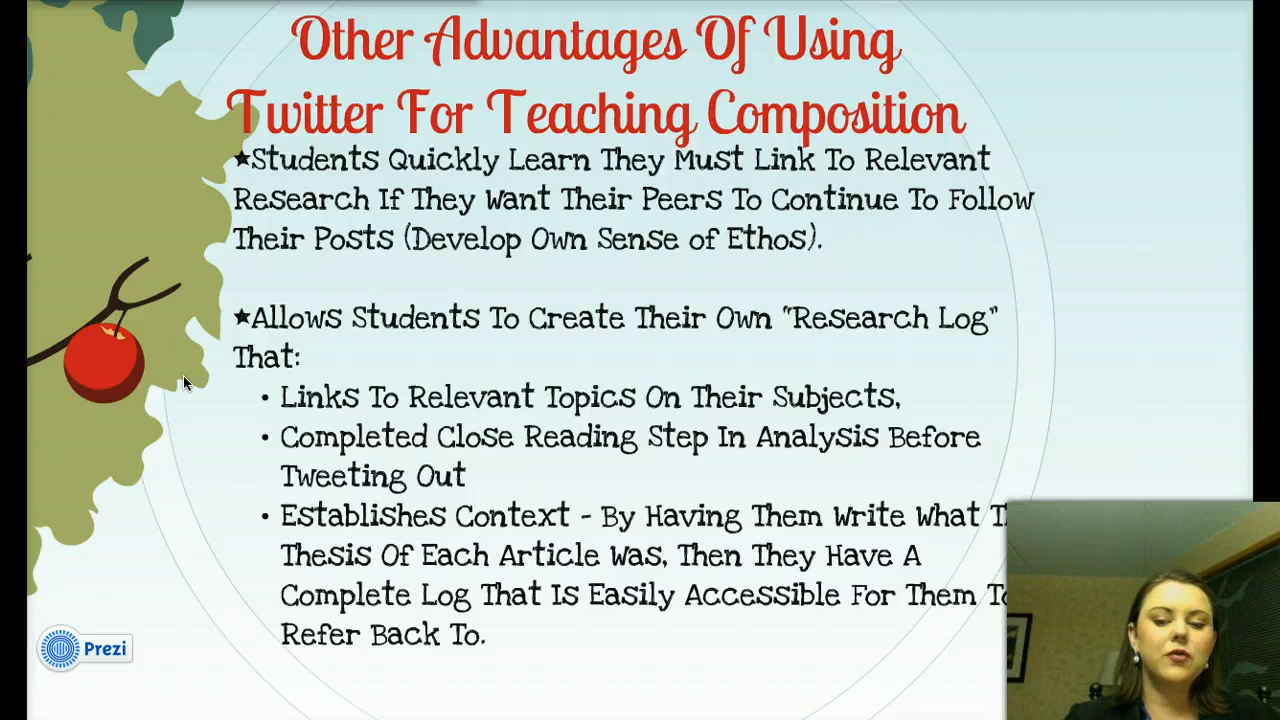 Other Advantages Of Using
Twitter For Teaching Composition
★Students Quickly Learn They Must Link To Relevant
Research If They Want Their Peers To Continue To Follow
Their Posts (Develop Own Sense of Ethos).
★Allows Students To Create Their Own "Research Log"
That:
• Links To Relevant Topics On Their Subjects,
• Completed Close Reading Step In Analysis Before
Tweeting Out
• Establishes Context - By Having Them Write What
Thesis Of Each Article Was, Then They Have A
Complete Log That Is Easily Accessible For Them To
Refer Back To.
Prezi